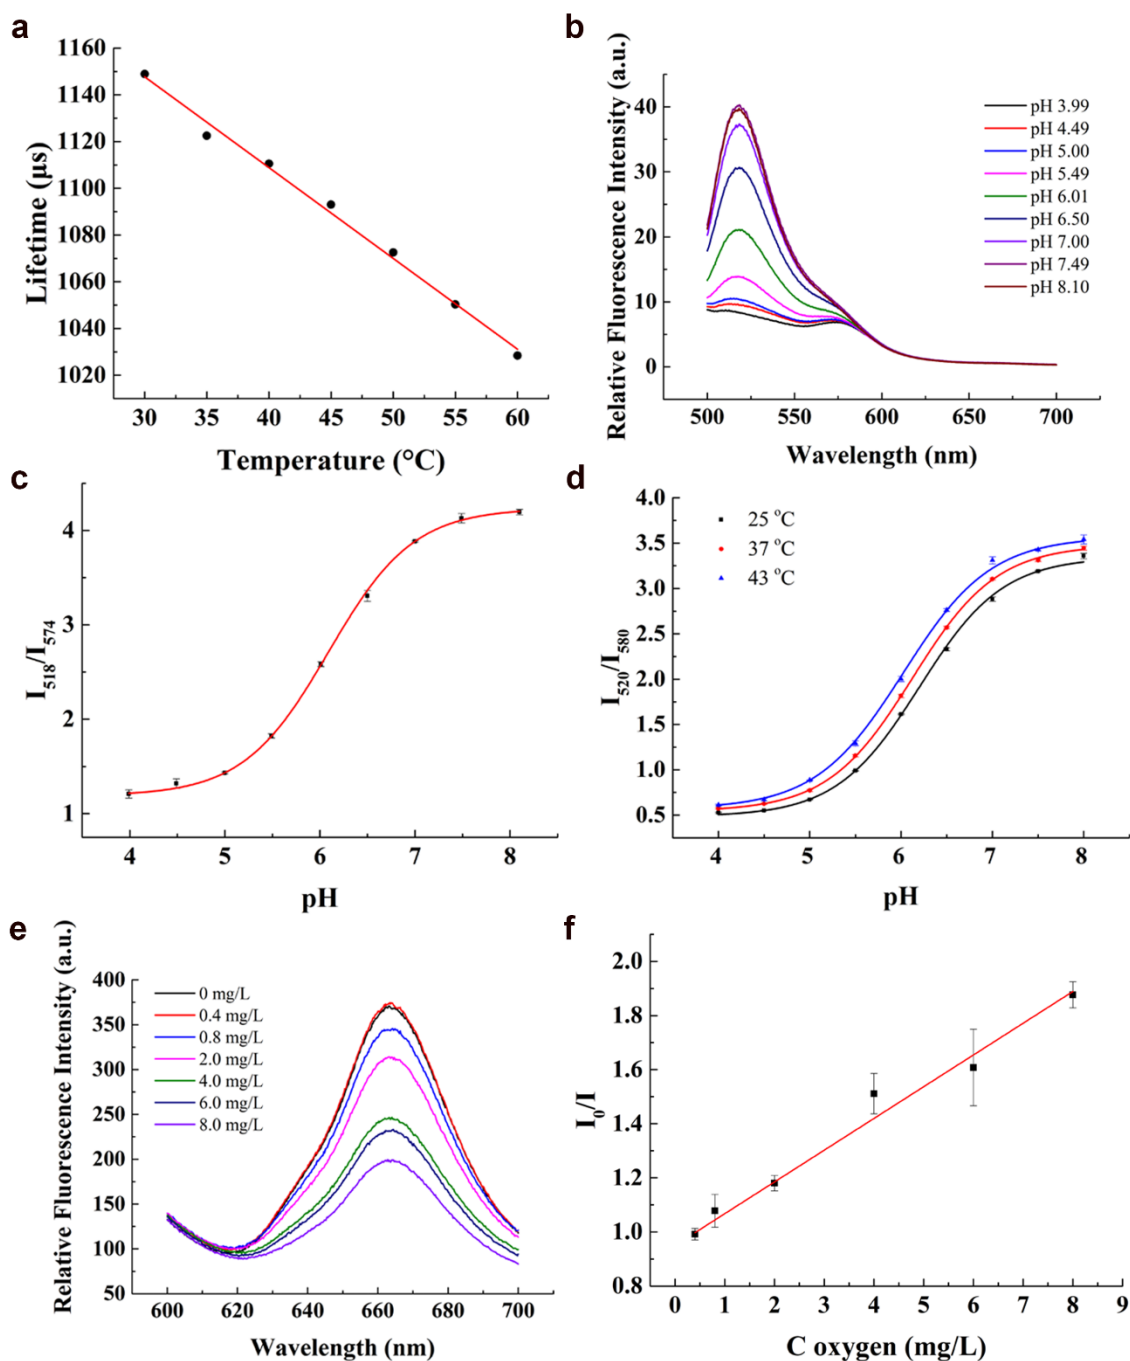 a
1160
1140
1120
1100
1080
1060
1040
1020
30 35 40 45 50 55 60
Lifetime (µs)
Temperature (°C)
b
40
30
20
10
0
500 550 600 650 700
Relative Fluorescence Intensity (a.u.)
Wavelength (nm)
pH 3.99
pH 4.49
pH 5.00
pH 5.49
pH 6.01
pH 6.50
pH 7.00
pH 7.49
pH 8.10
c
4
3
2
1
4 5 6 7 8
I518/I574
pH
d
4.0
3.5
3.0
2.5
2.0
1.5
1.0
0.5
4 5 6 7 8
I520/I580
pH
25 °C
37 °C
43 °C
e
400
350
300
250
200
150
100
50
600 620 640 660 680 700
Relative Fluorescence Intensity (a.u.)
Wavelength (nm)
0 mg/L
0.4 mg/L
0.8 mg/L
2.0 mg/L
4.0 mg/L
6.0 mg/L
8.0 mg/L
f
2.0
1.8
1.6
1.4
1.2
1.0
0.8
0 1 2 3 4 5 6 7 8 9
I0/I
C oxygen (mg/L)